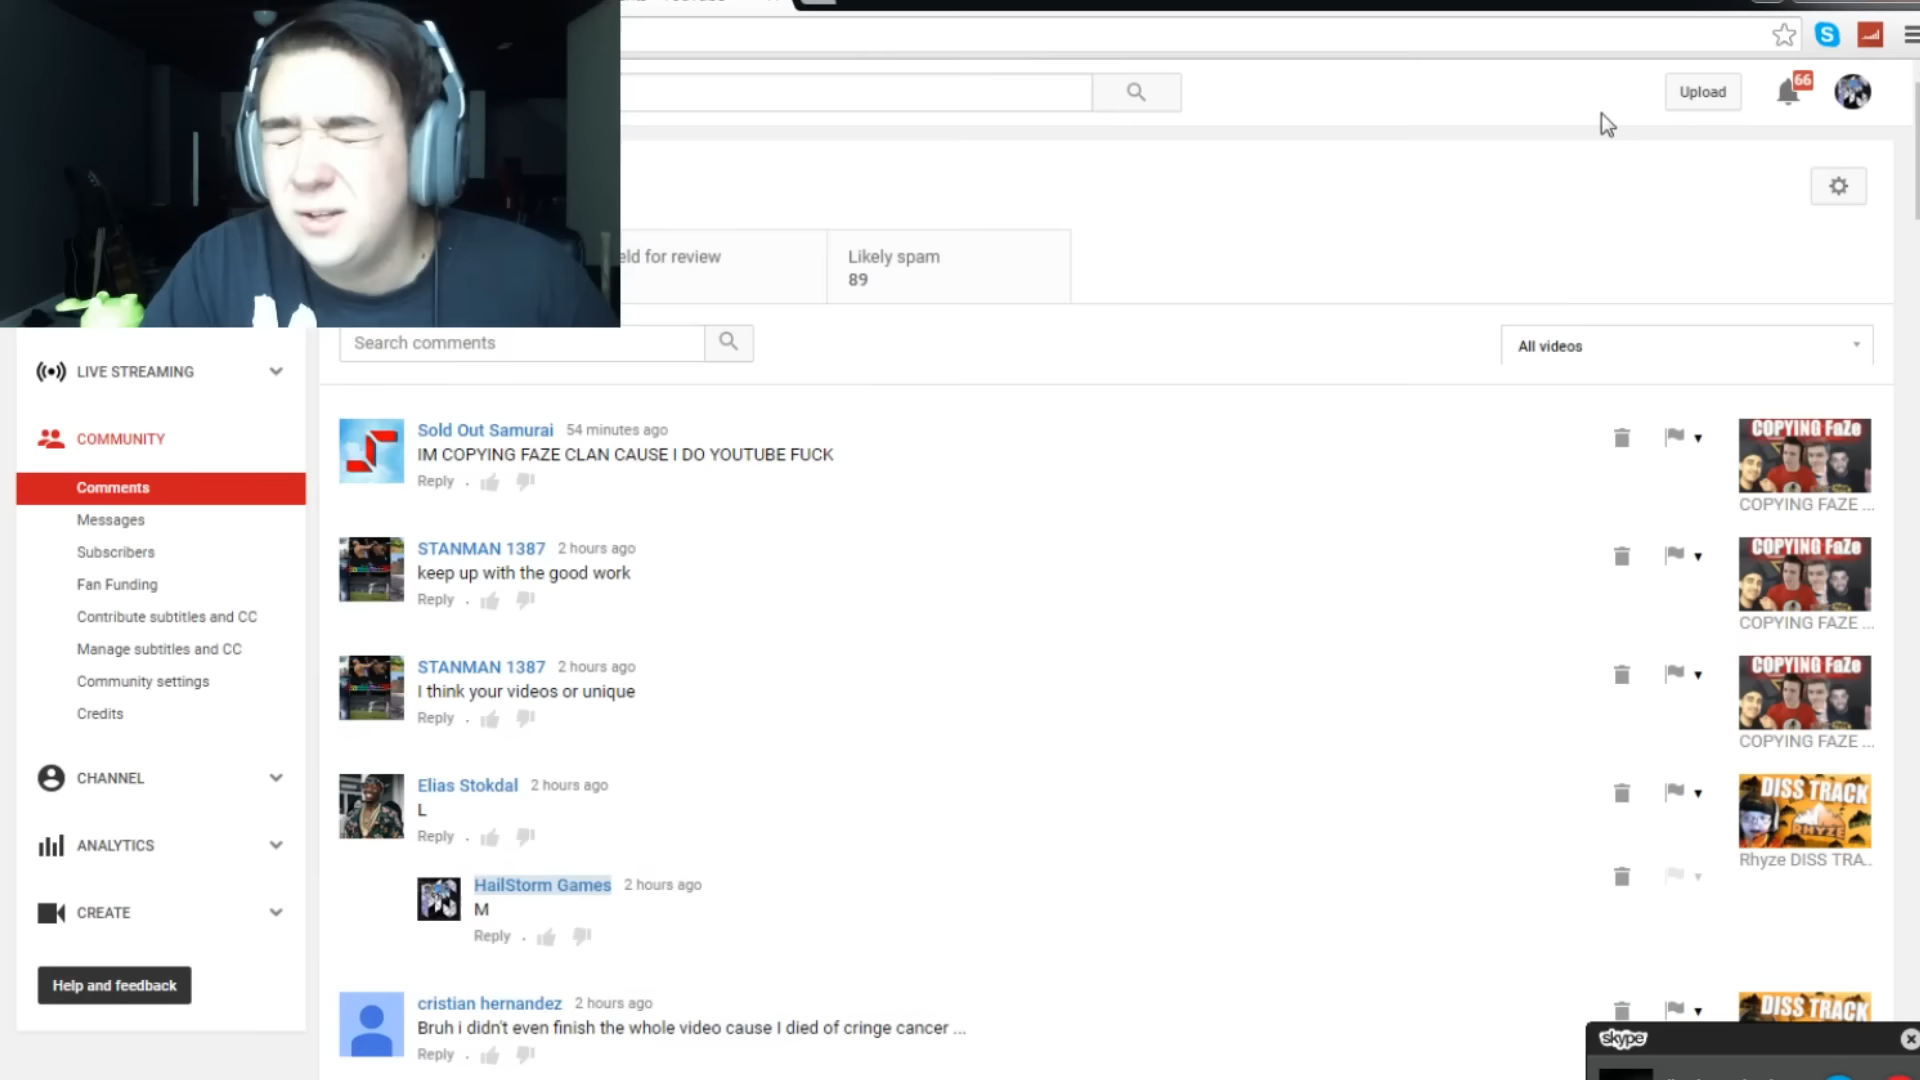 Upload
66
eld for review
Likely spam
89
Search comments
All videos
LIVE STREAMING
COMMUNITY
Comments
Messages
Subscribers
Fan Funding
Contribute subtitles and CC
Manage subtitles and CC
Community settings
Credits
CHANNEL
ANALYTICS
CREATE
Help and feedback
Sold Out Samurai 54 minutes ago
IM COPYING FAZE CLAN CAUSE I DO YOUTUBE FUCK
Reply .
COPYING FaZe
COPYING FAZE ...
STANMAN 1387 2 hours ago
keep up with the good work
Reply .
COPYING FaZe
COPYING FAZE ...
STANMAN 1387 2 hours ago
I think your videos or unique
Reply .
COPYING FaZe
COPYING FAZE ...
Elias Stokdal 2 hours ago
L
Reply .
DISS TRACK
RHYZE
Rhyze DISS TRA..
HailStorm Games 2 hours ago
M
Reply .
cristian hernandez 2 hours ago
Bruh i didn't even finish the whole video cause I died of cringe cancer ...
Reply .
DISS TRACK
skype